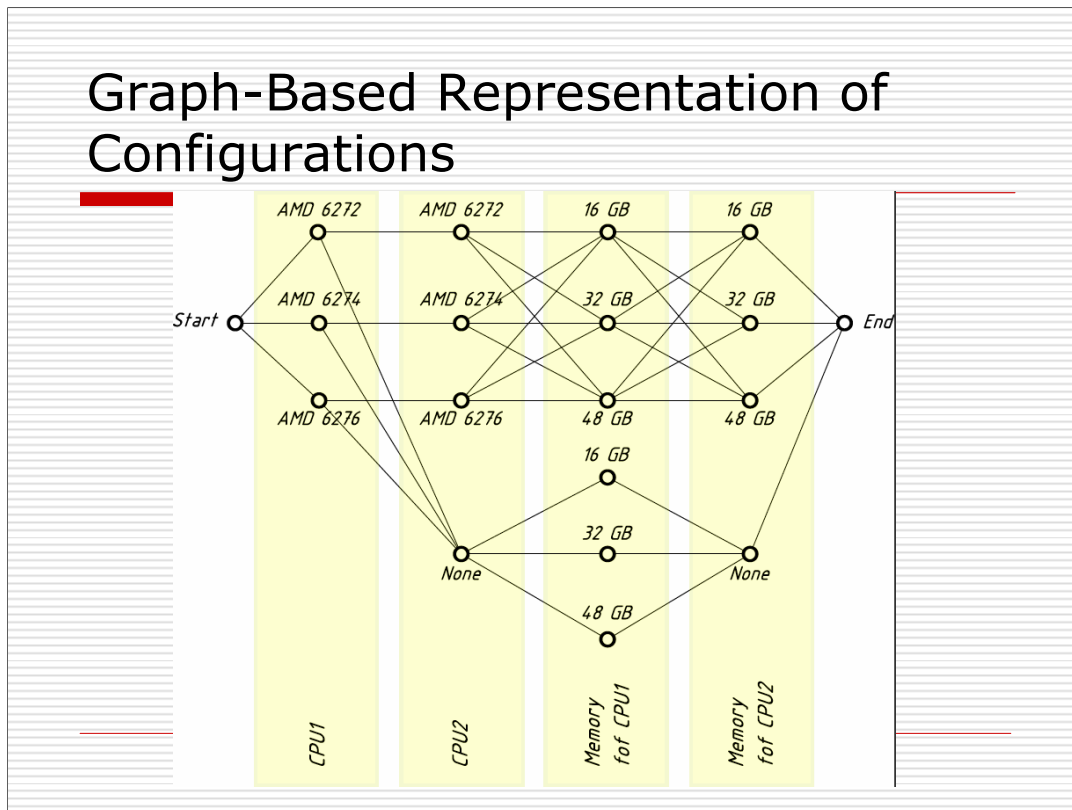 Graph-Based Representation of
Configurations
AMD 6272
AMD 6272
16 GB
16 GB
AMD 6274
AMD 6274
32 GB
32 GB
Start
End
AMD 6276
AMD 6276
48 GB
48 GB
16 GB
32 GB
None
None
48 GB
CPU1
CPU2
Memory
fof CPU1
Memory
fof CPU2